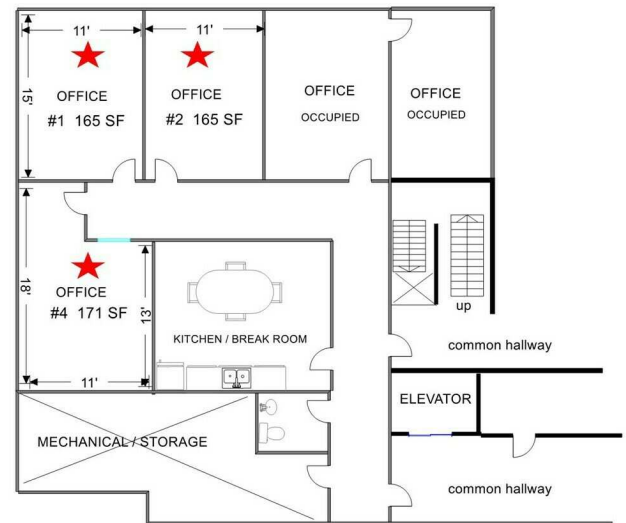 11'
11'
15'
OFFICE
#1 165 SF
OFFICE
#2 165 SF
OFFICE
OCCUPIED
OFFICE
OCCUPIED
18'
OFFICE
#4 171 SF
13'
11'
KITCHEN / BREAK ROOM
up
common hallway
ELEVATOR
MECHANICAL / STORAGE
common hallway